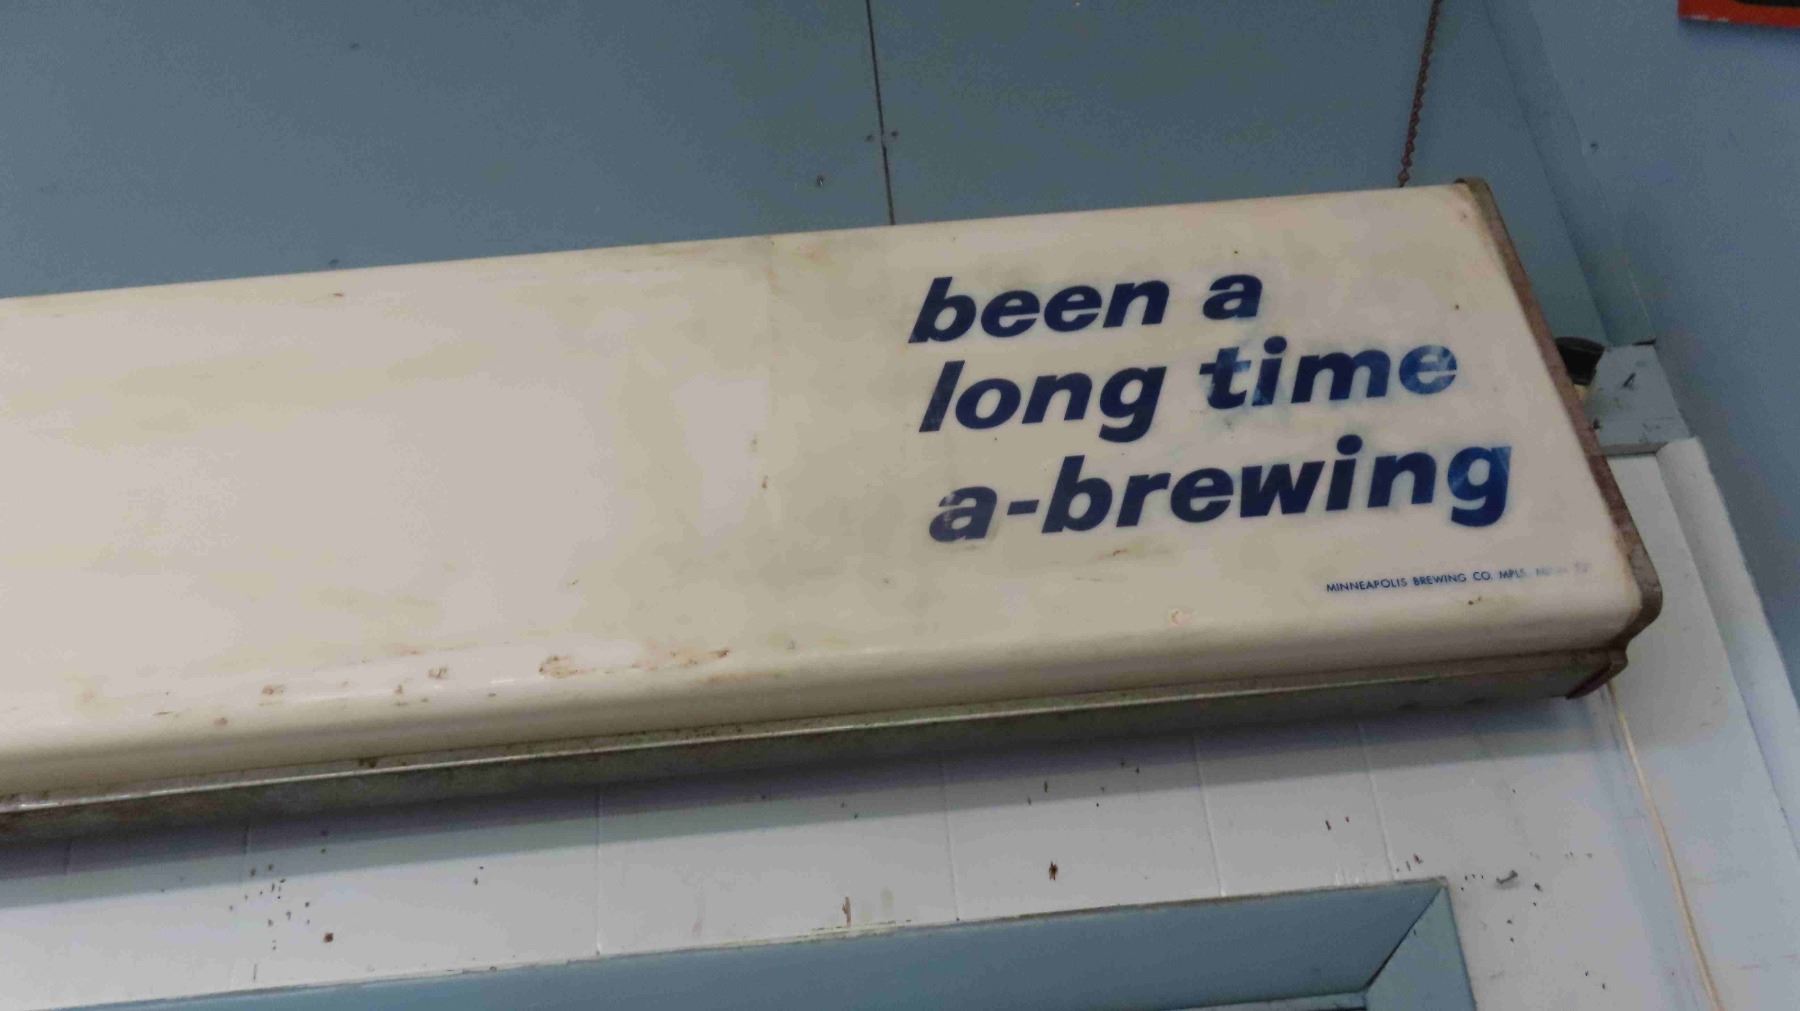 been a
long time
a-brewing
MINNEAPOLIS BREWING CO. MPLS.